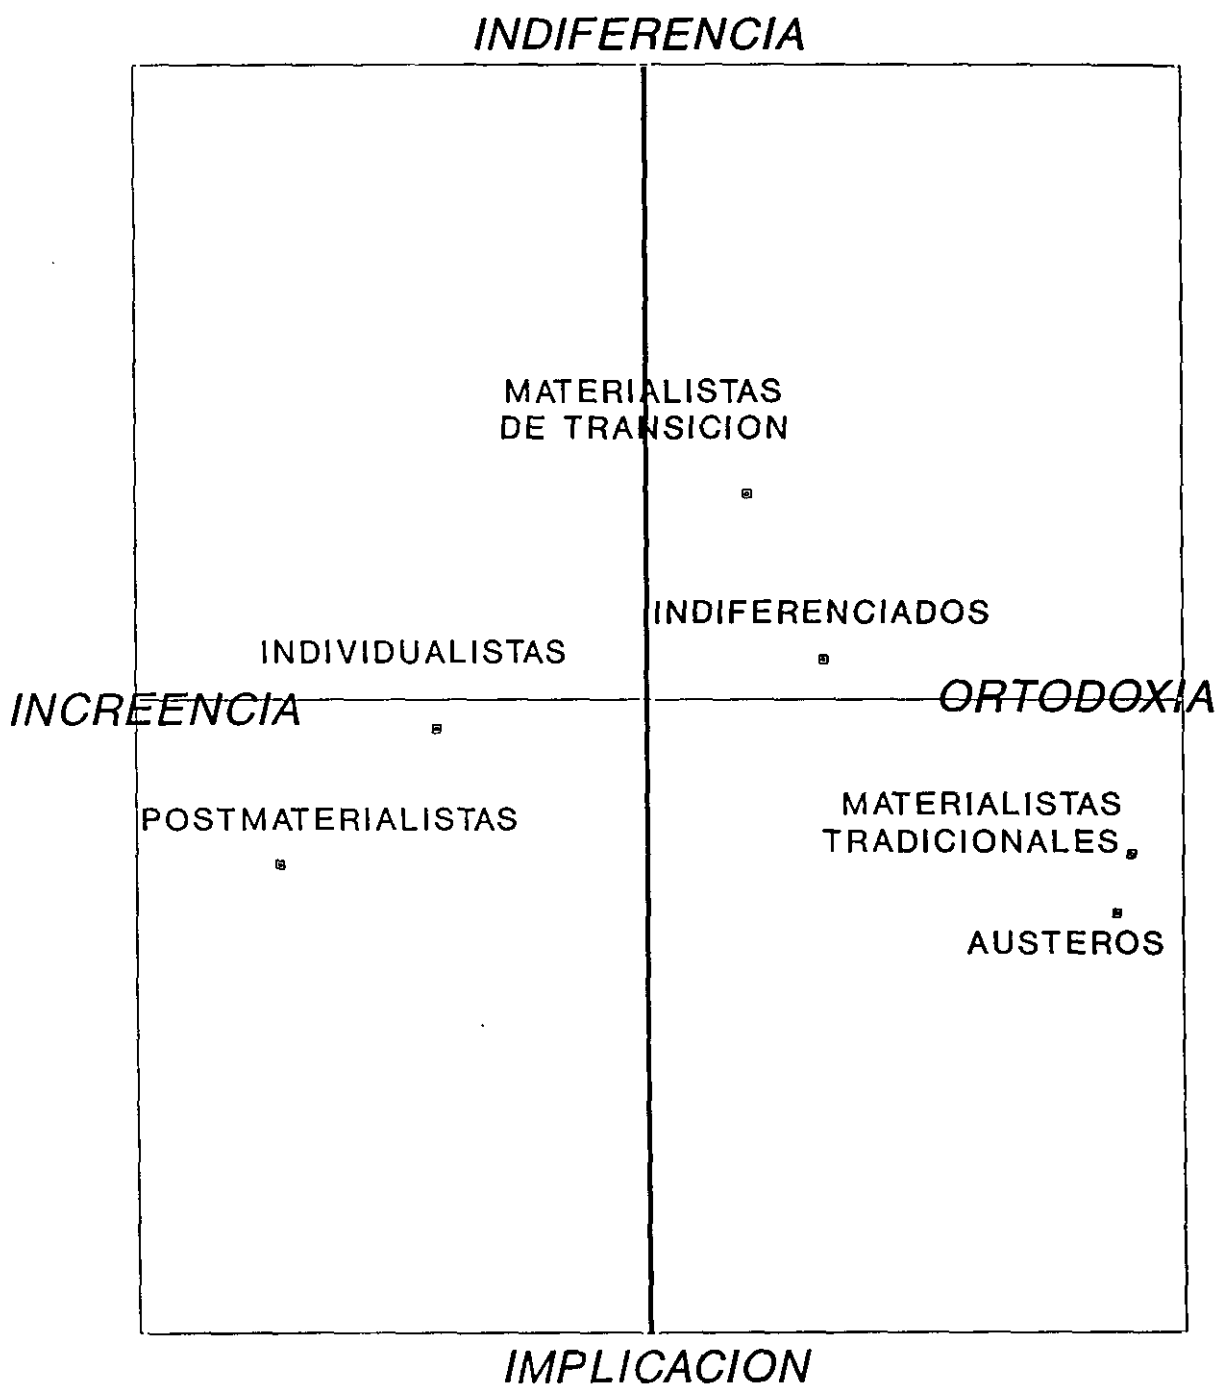 INDIFERENCIA
MATERIALISTAS
DE TRANSICION
INDIFERENCIADOS
INDIVIDUALISTAS
INCREENCIA
ORTODOXIA
POSTMATERIALISTAS
MATERIALISTAS
TRADICIONALES
AUSTEROS
IMPLICACION